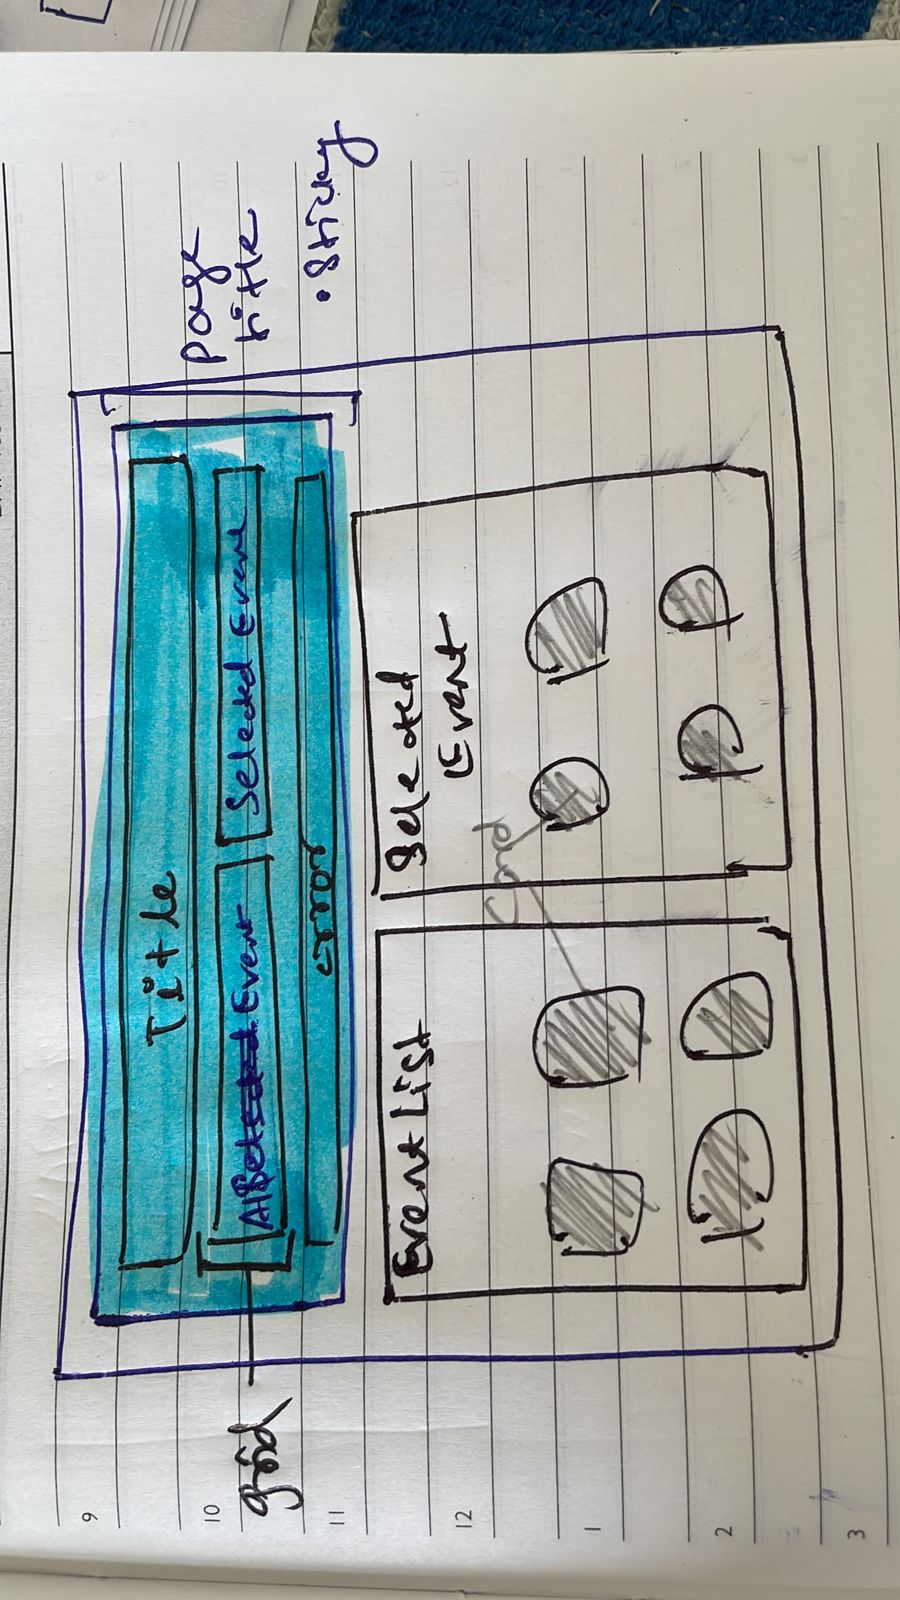 Page
title
• Sticky
Title
All Selected Event
Selected Event
error
grid
Event List
Selected
Event
Card
9
10
11
12
1
2
3